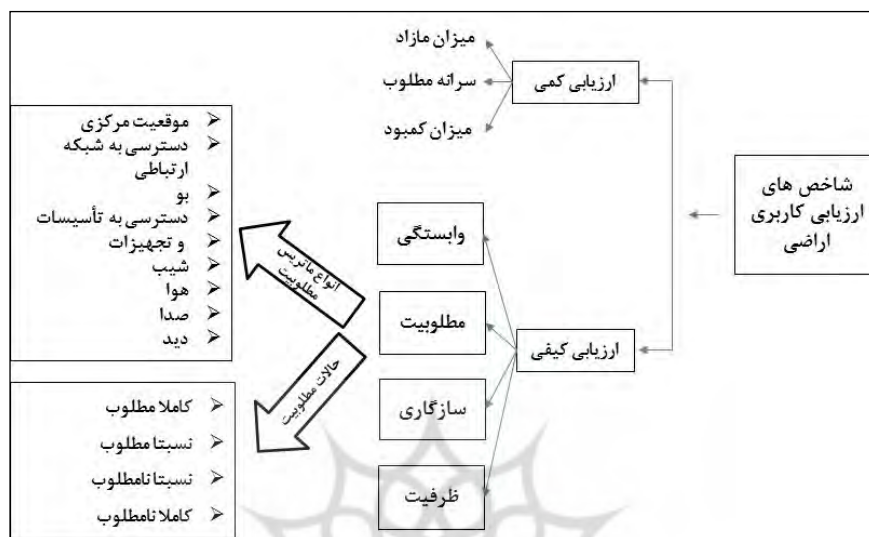 شاخص های
ارزیابی کاربری
اراضی
ارزیابی کمی
میزان مازاد
سرانه مطلوب
میزان کمبود
ارزیابی کیفی
وابستگی
مطلوبیت
سازگاری
ظرفیت
انواع ماتریس
مطلوبیت
حالات مطلوبیت
موقعیت مرکزی
دسترسی به شبکه
ارتباطی
بو
دسترسی به تأسیسات
و تجهیزات
شیب
هوا
صدا
دید
کاملا مطلوب
نسبتا مطلوب
نسبتا نامطلوب
کاملا نامطلوب